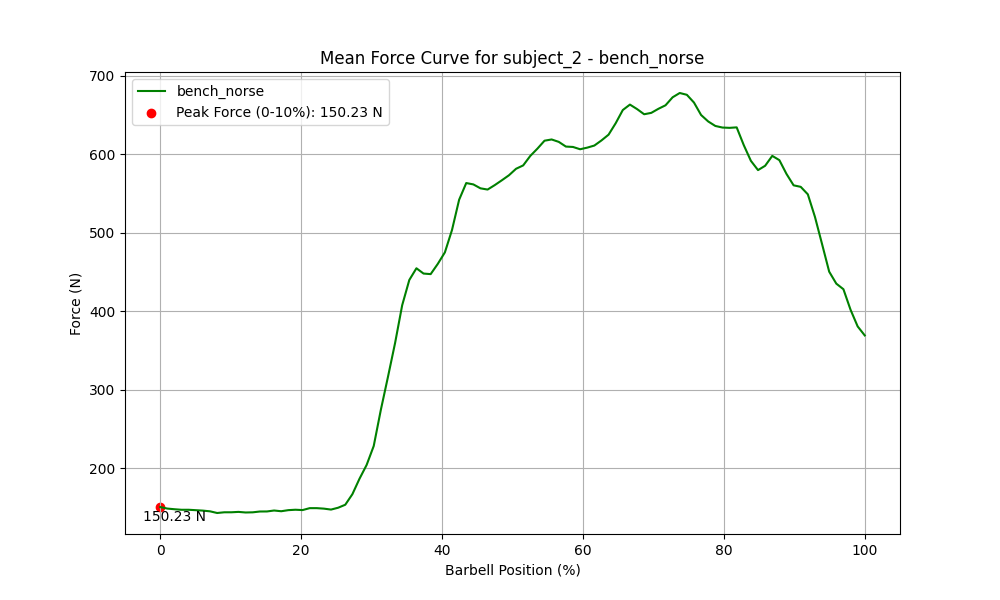 Mean Force Curve for subject_2 - bench_norse
bench_norse
Peak Force (0-10%): 150.23 N
700
600
500
400
300
200
Force (N)
150.23 N
0 20 40 60 80 100
Barbell Position (%)